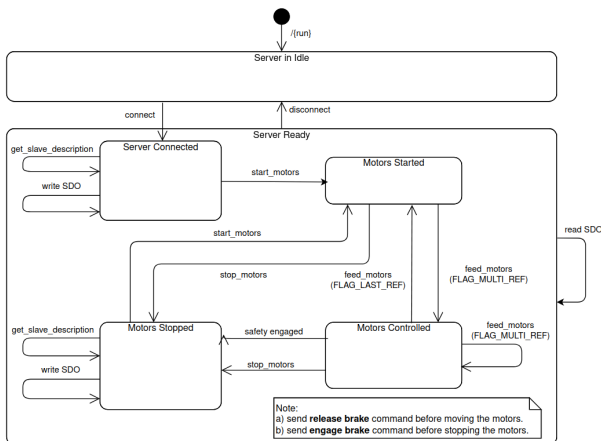 /{run}
Server in Idle
connect
disconnect
Server Ready
get_slave_description
Server Connected
Motors Started
write SDO
start_motors
read SDO
start_motors
stop_motors
feed_motors
(FLAG_LAST_REF)
feed_motors
(FLAG_MULTI_REF)
get_slave_description
Motors Stopped
safety engaged
Motors Controlled
feed_motors
(FLAG_MULTI_REF)
write SDO
stop_motors
Note:
a) send release brake command before moving the motors.
b) send engage brake command before stopping the motors.